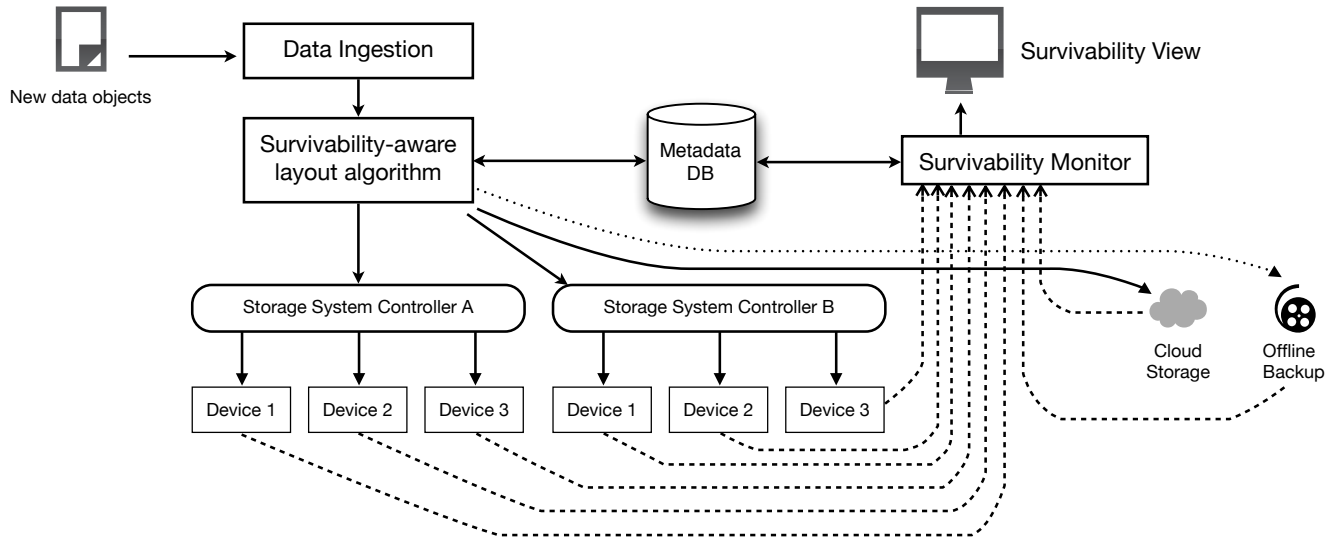 New data objects
Data Ingestion
Survivability-aware
layout algorithm
Metadata
DB
Survivability View
Survivability Monitor
Storage System Controller A
Storage System Controller B
Device 1
Device 2
Device 3
Device 1
Device 2
Device 3
Cloud
Storage
Offline
Backup